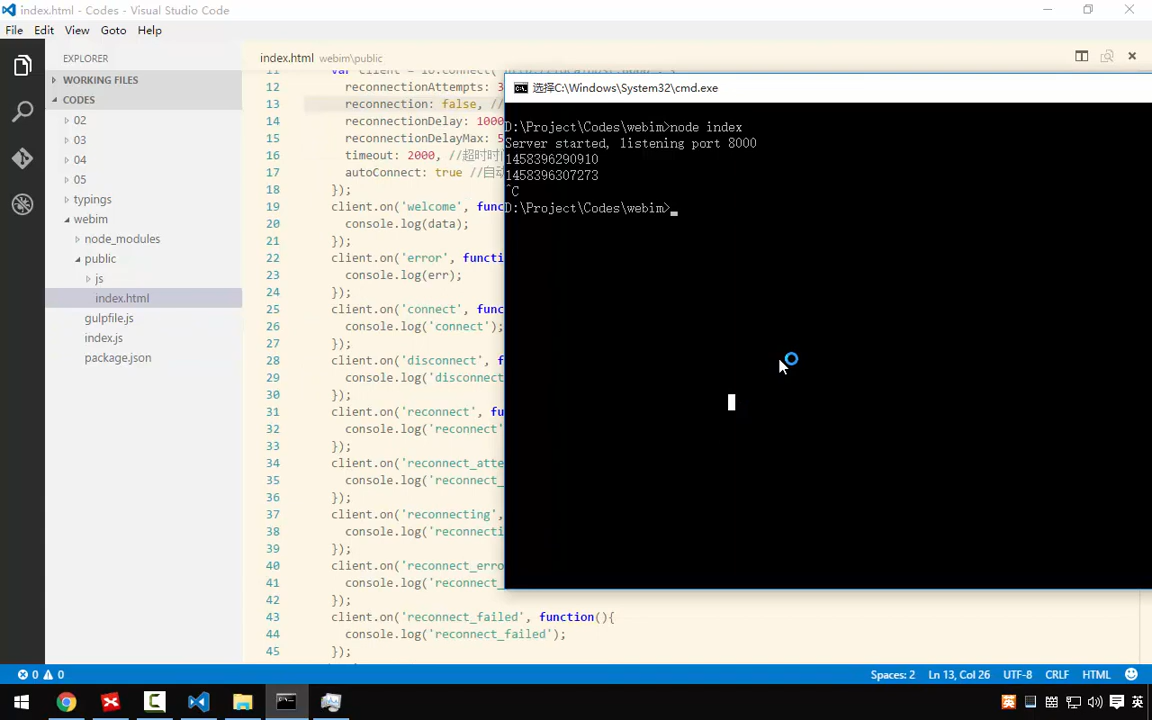 index.html - Codes - Visual Studio Code
File Edit View Goto Help
EXPLORER
WORKING FILES
CODES
02
03
04
05
typings
webim
node_modules
public
js
index.html
gulpfile.js
index.js
package.json
index.html webim\public
12 reconnectionAttempts: 3
13 reconnection: false, //
14 reconnectionDelay: 1000
15 reconnectionDelayMax: 5
16 timeout: 2000, //超时时
17 autoConnect: true //自
18 });
19 client.on('welcome', func
20 console.log(data);
21 });
22 client.on('error', functi
23 console.log(err);
24 });
25 client.on('connect', func
26 console.log('connect');
27 });
28 client.on('disconnect', f
29 console.log('disconnect
30 });
31 client.on('reconnect', fu
32 console.log('reconnect'
33 });
34 client.on('reconnect_atte
35 console.log('reconnect_
36 });
37 client.on('reconnecting',
38 console.log('reconnecti
39 });
40 client.on('reconnect_erro
41 console.log('reconnect_
42 });
43 client.on('reconnect_failed', function(){
44 console.log('reconnect_failed');
45 });
选择C:\Windows\System32\cmd.exe
D:\Project\Codes\webim>node index
Server started, listening port 8000
1458396290910
1458396307273
^C
D:\Project\Codes\webim>
0 0 Spaces: 2 Ln 13, Col 26 UTF-8 CRLF HTML
英 英